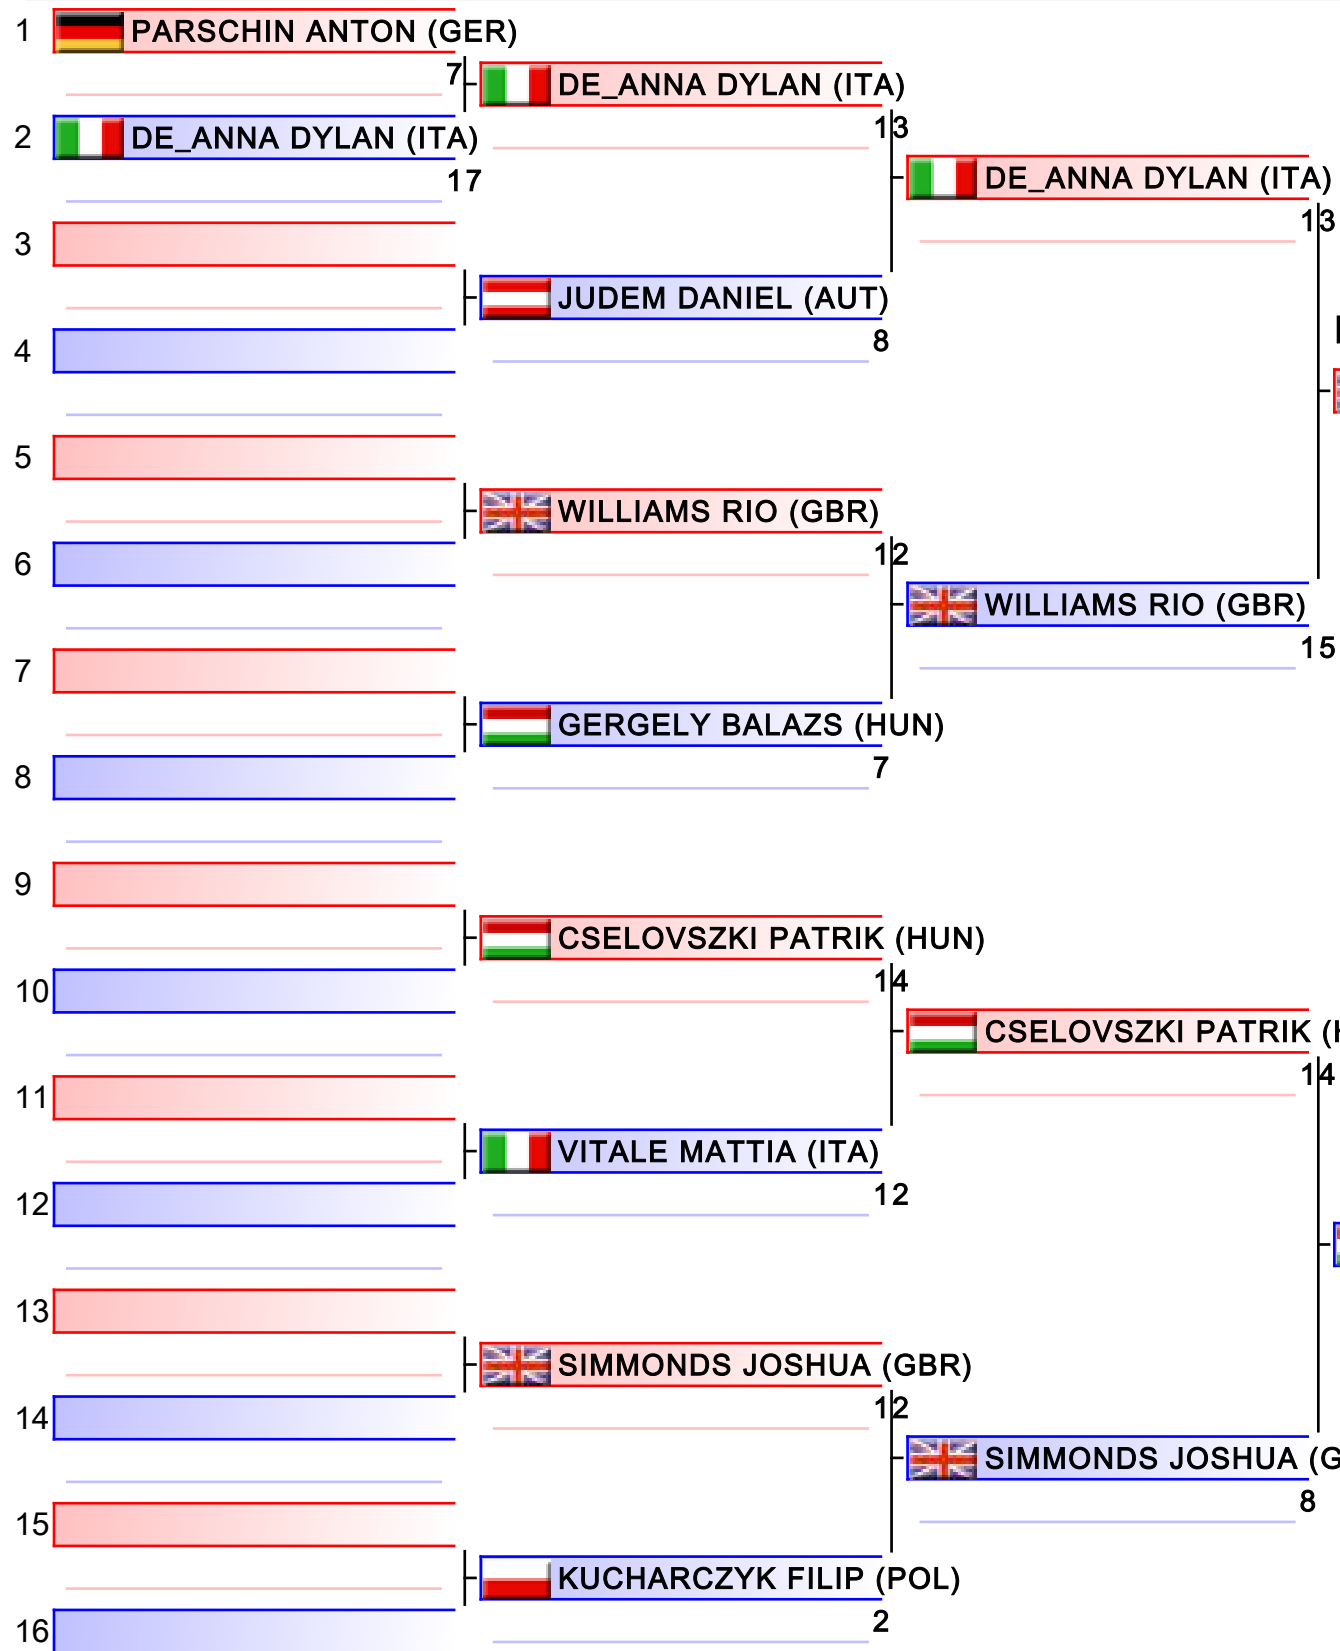 1 PARSCHIN ANTON (GER)
7
DE_ANNA DYLAN (ITA)
13
2 DE_ANNA DYLAN (ITA)
17
DE_ANNA DYLAN (ITA)
13
3
JUDEM DANIEL (AUT)
8
4
5
WILLIAMS RIO (GBR)
12
6
WILLIAMS RIO (GBR)
15
7
GERGELY BALAZS (HUN)
7
8
9
CSELOVSZKI PATRIK (HUN)
14
10
CSELOVSZKI PATRIK (
14
11
VITALE MATTIA (ITA)
12
12
13
SIMMONDS JOSHUA (GBR)
12
14
SIMMONDS JOSHUA (G
8
15
KUCHARCZYK FILIP (POL)
2
16